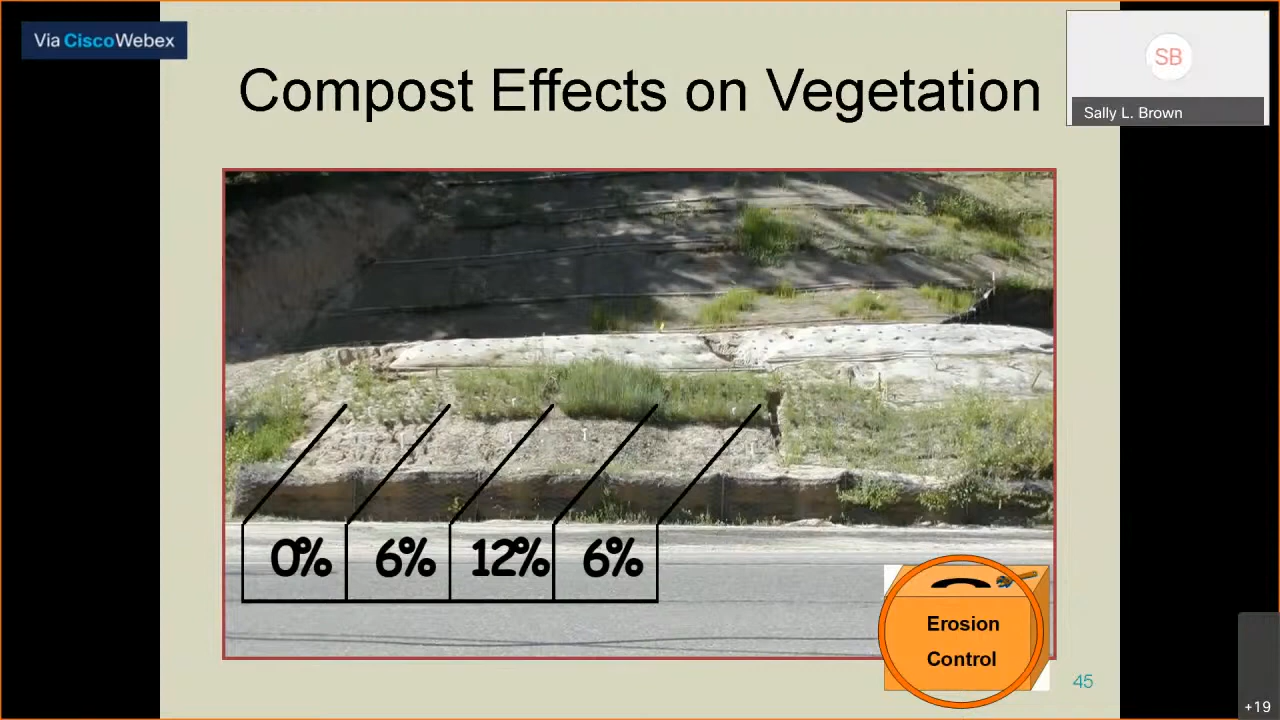 Via CiscoWebex
Compost Effects on Vegetation
SB
Sally L. Brown
0%
6%
12%
6%
Erosion
Control
45
+19